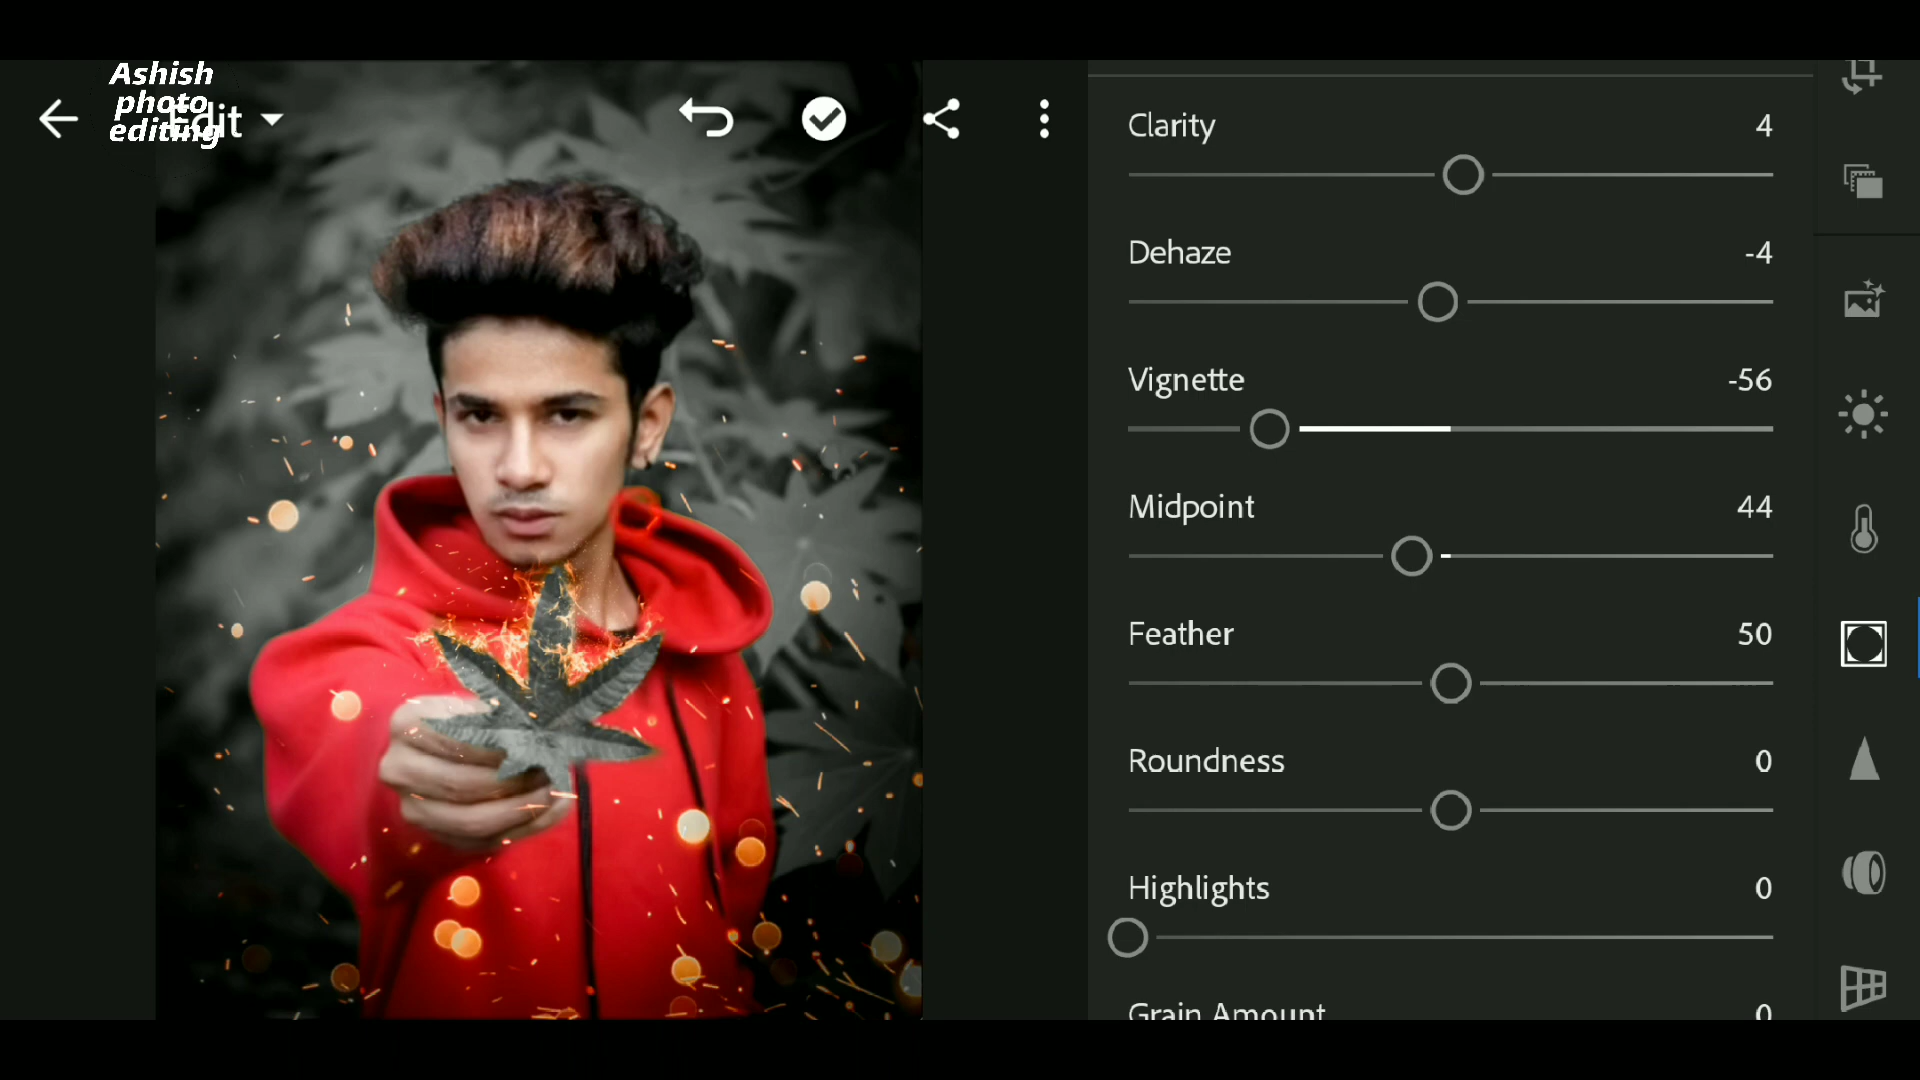 Ashish
photo
editing
Edit
Clarity 4
Dehaze -4
Vignette -56
Midpoint 44
Feather 50
Roundness 0
Highlights 0
Grain Amount 0